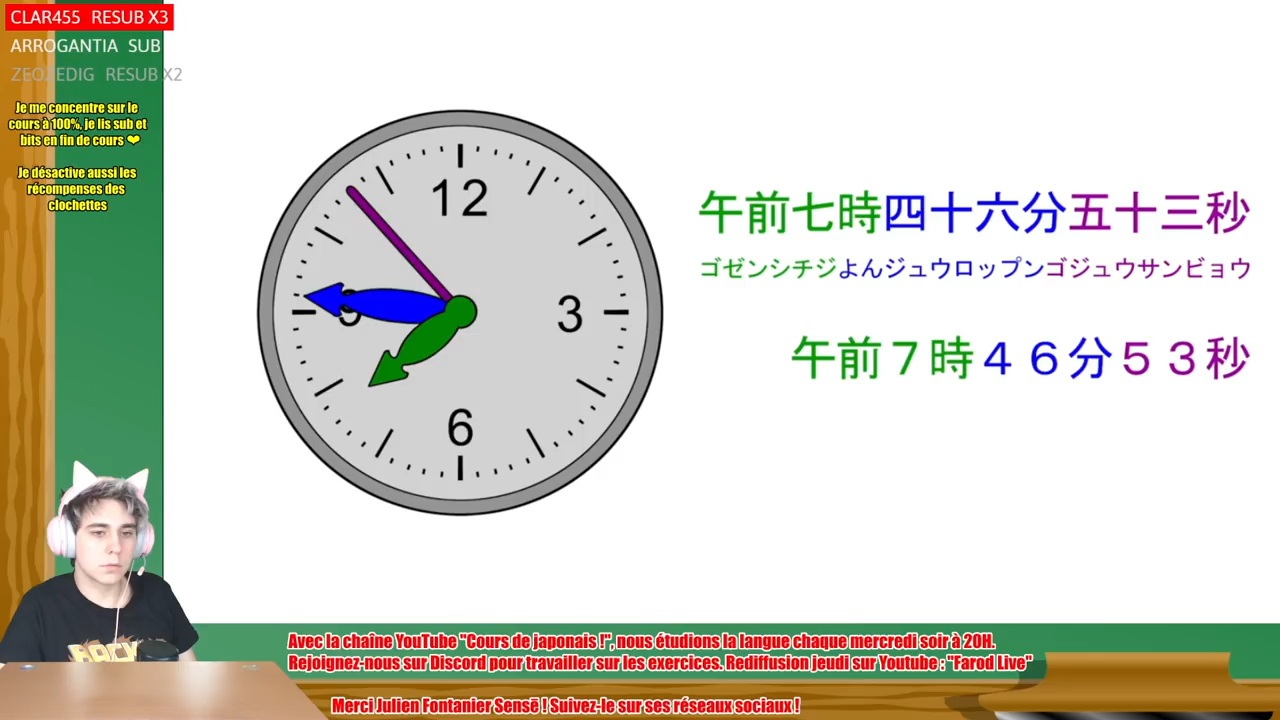 CLAR455 RESUB X3
ARROGANTIA SUB
ZEOZEDIG RESUB X2
Je me concentre sur le
cours à 100%, je lis sub et
bits en fin de cours ❤
Je désactive aussi les
récompenses des
clochettes
12
3
6
9
午前七時四十六分五十三秒
ゴゼンシチジよんジュウロップンゴジュウサンビョウ
午前７時４６分５３秒
Avec la chaîne YouTube "Cours de japonais !", nous étudions la langue chaque mercredi soir à 20H.
Rejoignez-nous sur Discord pour travailler sur les exercices. Rediffusion jeudi sur Youtube : "Farod Live"
Merci Julien Fontanier Sensē ! Suivez-le sur ses réseaux sociaux !